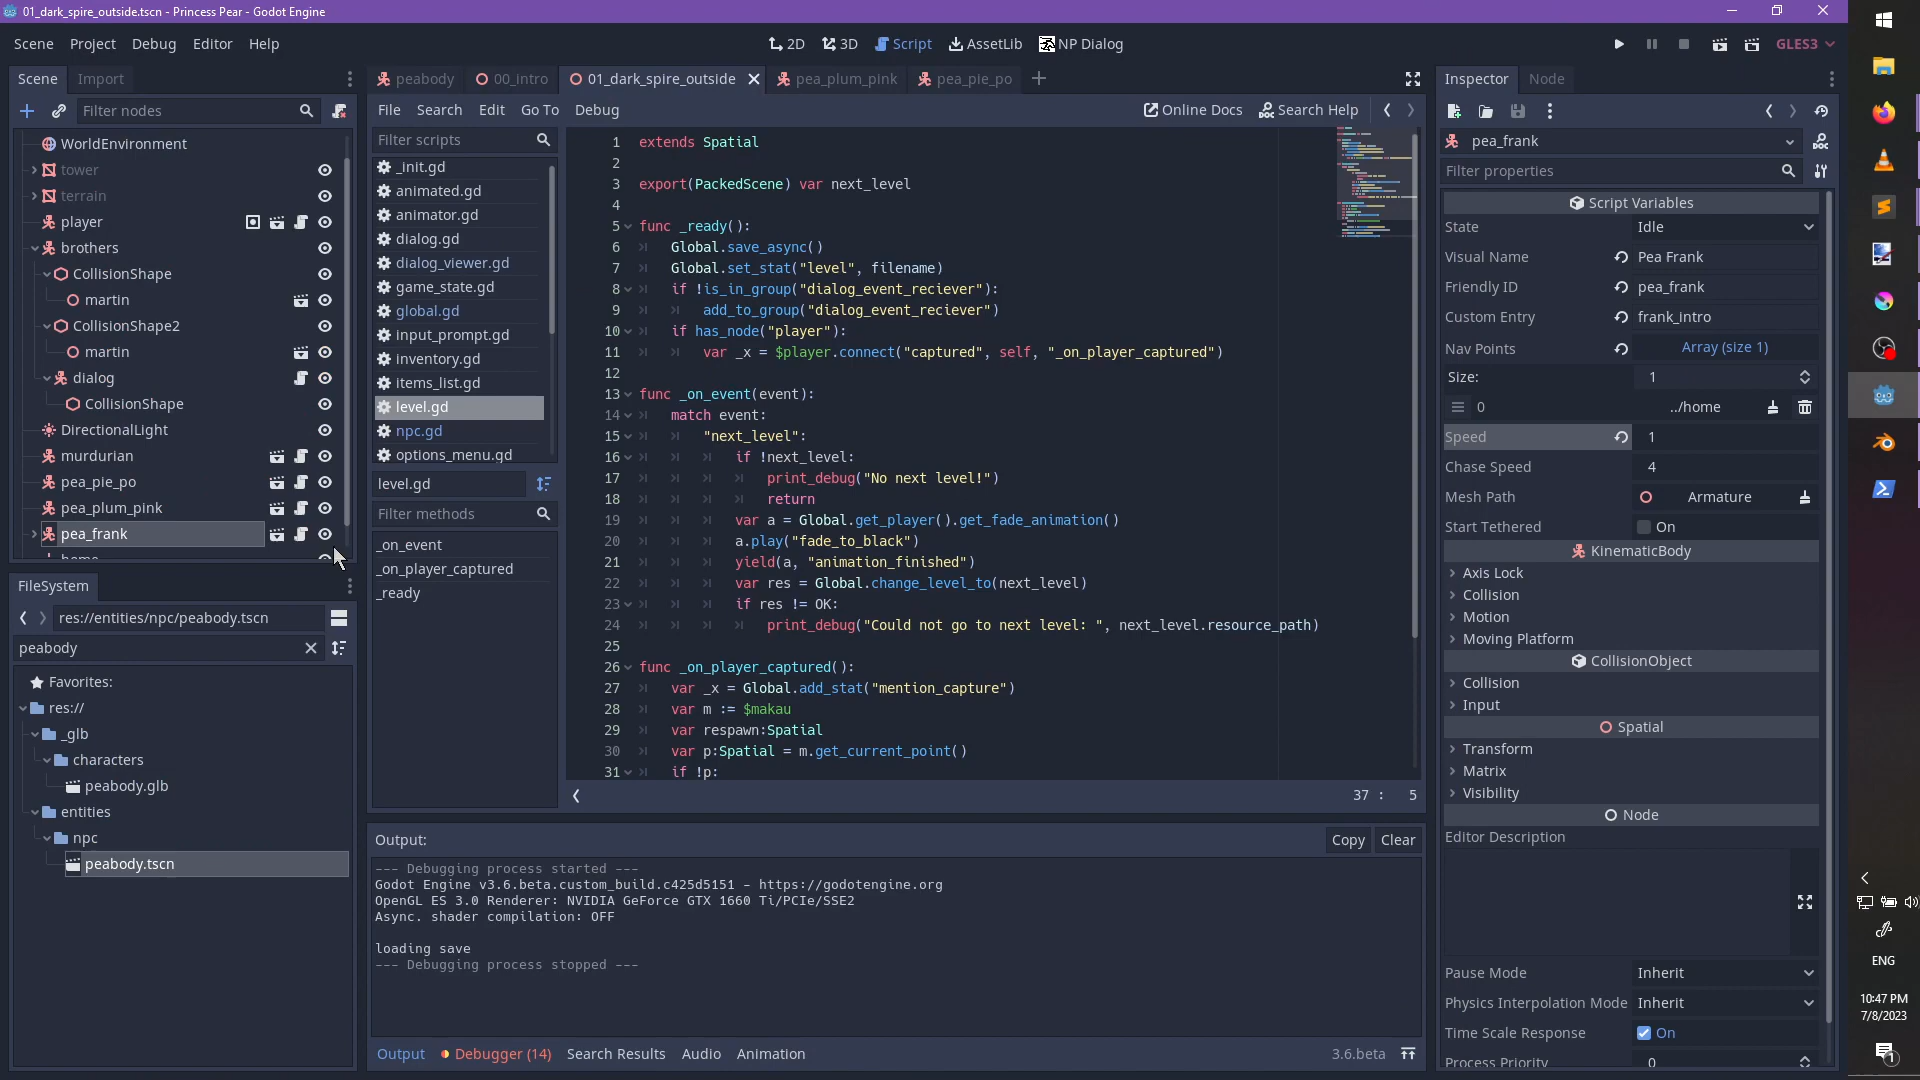 01_dark_spire_outside.tscn - Princess Pear - Godot Engine
Scene Project Debug Editor Help
2D 3D Script AssetLib NP Dialog
GLES3
Scene Import
Filter nodes
WorldEnvironment
tower
terrain
player
brothers
CollisionShape
martin
CollisionShape2
martin
dialog
CollisionShape
DirectionalLight
murdurian
pea_pie_po
pea_plum_pink
pea_frank
home
FileSystem
res://entities/npc/peabody.tscn
peabody
Favorites:
res://
_glb
characters
peabody.glb
entities
npc
peabody.tscn
peabody 00_intro 01_dark_spire_outside pea_plum_pink pea_pie_po
File Search Edit Go To Debug
Online Docs Search Help
Filter scripts
_init.gd
animated.gd
animator.gd
dialog.gd
dialog_viewer.gd
game_state.gd
global.gd
input_prompt.gd
inventory.gd
items_list.gd
level.gd
npc.gd
options_menu.gd
level.gd
Filter methods
_on_event
_on_player_captured
_ready
1 extends Spatial
2
3 export(PackedScene) var next_level
4
5 func _ready():
6 Global.save_async()
7 Global.set_stat("level", filename)
8 if !is_in_group("dialog_event_reciever"):
9 add_to_group("dialog_event_reciever")
10 if has_node("player"):
11 var _x = $player.connect("captured", self, "_on_player_captured")
12
13 func _on_event(event):
14 match event:
15 "next_level":
16 if !next_level:
17 print_debug("No next level!")
18 return
19 var a = Global.get_player().get_fade_animation()
20 a.play("fade_to_black")
21 yield(a, "animation_finished")
22 var res = Global.change_level_to(next_level)
23 if res != OK:
24 print_debug("Could not go to next level: ", next_level.resource_path)
25
26 func _on_player_captured():
27 var _x = Global.add_stat("mention_capture")
28 var m := $makau
29 var respawn:Spatial
30 var p:Spatial = m.get_current_point()
31 if !p:
37 : 5
Output:
Copy Clear
--- Debugging process started ---
Godot Engine v3.6.beta.custom_build.c425d5151 - https://godotengine.org
OpenGL ES 3.0 Renderer: NVIDIA GeForce GTX 1660 Ti/PCIe/SSE2
Async. shader compilation: OFF
loading save
--- Debugging process stopped ---
Output Debugger (14) Search Results Audio Animation
3.6.beta
Inspector Node
pea_frank
Filter properties
Script Variables
State Idle
Visual Name Pea Frank
Friendly ID pea_frank
Custom Entry frank_intro
Nav Points Array (size 1)
Size: 1
0 ../home
Speed 1
Chase Speed 4
Mesh Path Armature
Start Tethered On
KinematicBody
Axis Lock
Collision
Motion
Moving Platform
CollisionObject
Collision
Input
Spatial
Transform
Matrix
Visibility
Node
Editor Description
Pause Mode Inherit
Physics Interpolation Mode Inherit
Time Scale Response On
Process Priority 0
ENG
10:47 PM
7/8/2023
1